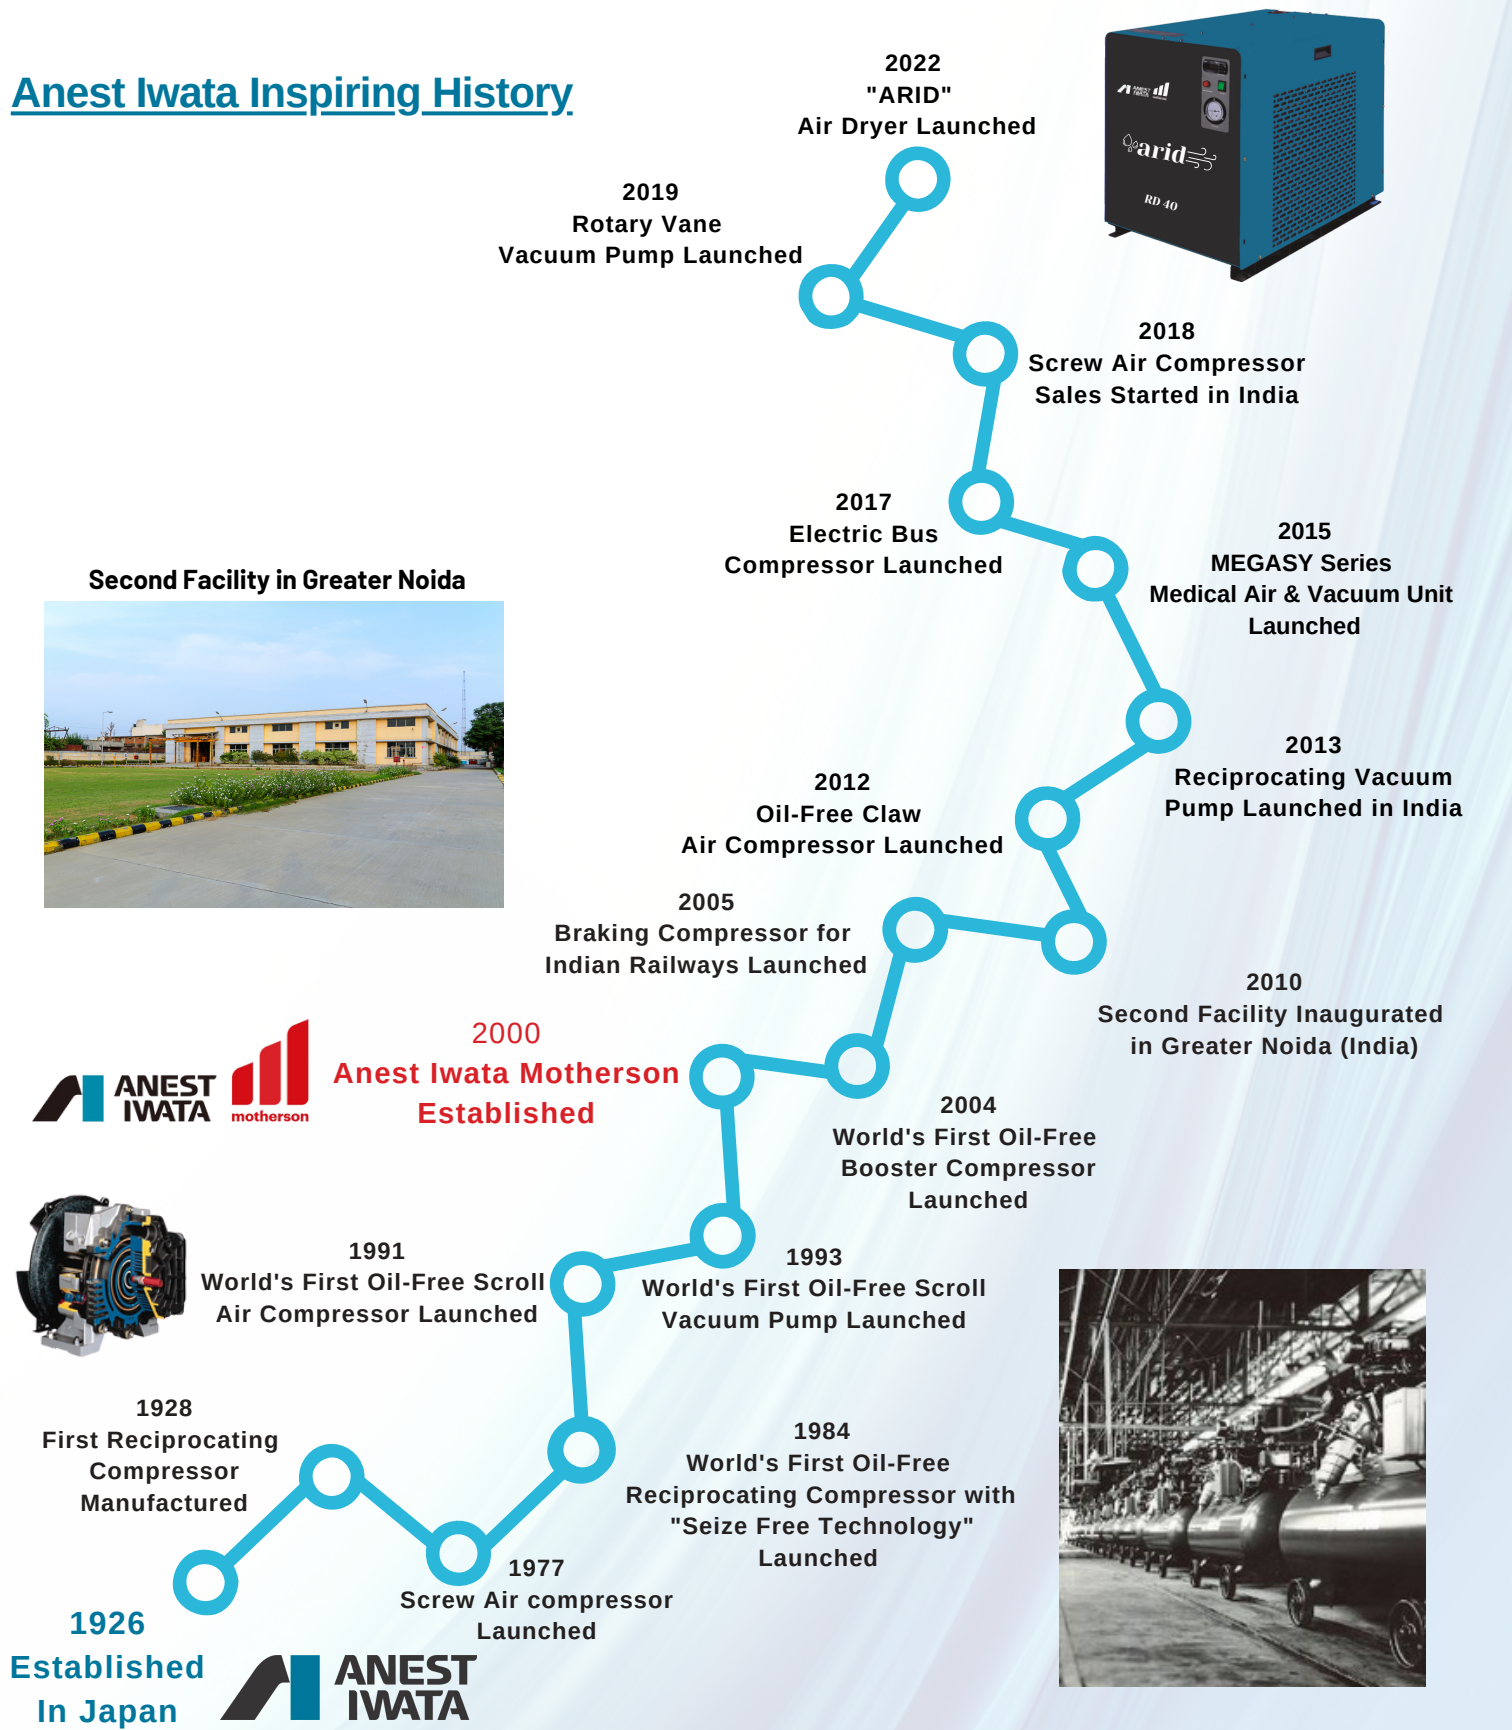 Anest Iwata Inspiring History
2022
"ARID"
Air Dryer Launched
ANEST
IWATA
motherson
arid
RD 40
2019
Rotary Vane
Vacuum Pump Launched
2018
Screw Air Compressor
Sales Started in India
2017
Electric Bus
Compressor Launched
2015
MEGASY Series
Medical Air & Vacuum Unit
Launched
Second Facility in Greater Noida
2013
Reciprocating Vacuum
Pump Launched in India
2012
Oil-Free Claw
Air Compressor Launched
2005
Braking Compressor for
Indian Railways Launched
2010
Second Facility Inaugurated
in Greater Noida (India)
ANEST
IWATA
motherson
2000
Anest Iwata Motherson
Established
2004
World's First Oil-Free
Booster Compressor
Launched
1991
World's First Oil-Free Scroll
Air Compressor Launched
1993
World's First Oil-Free Scroll
Vacuum Pump Launched
1928
First Reciprocating
Compressor
Manufactured
1984
World's First Oil-Free
Reciprocating Compressor with
"Seize Free Technology"
Launched
1977
Screw Air compressor
Launched
1926
Established
In Japan
ANEST
IWATA